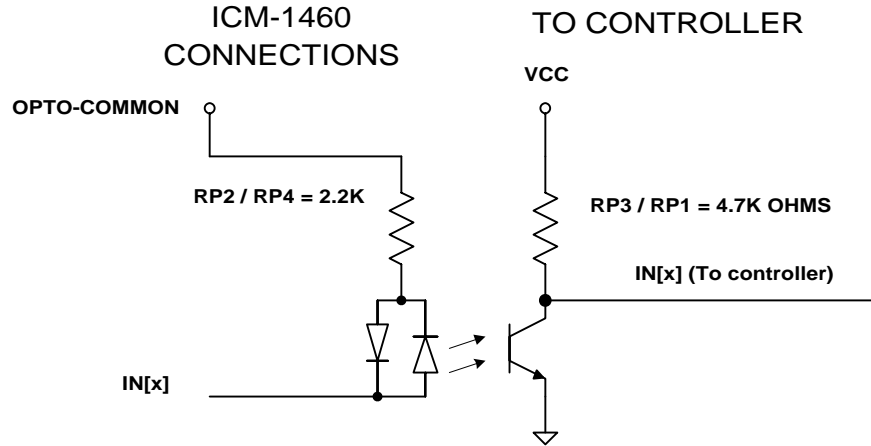 ICM-1460
CONNECTIONS
TO CONTROLLER
VCC
OPTO-COMMON
RP2 / RP4 = 2.2K
RP3 / RP1 = 4.7K OHMS
IN[x] (To controller)
IN[x]